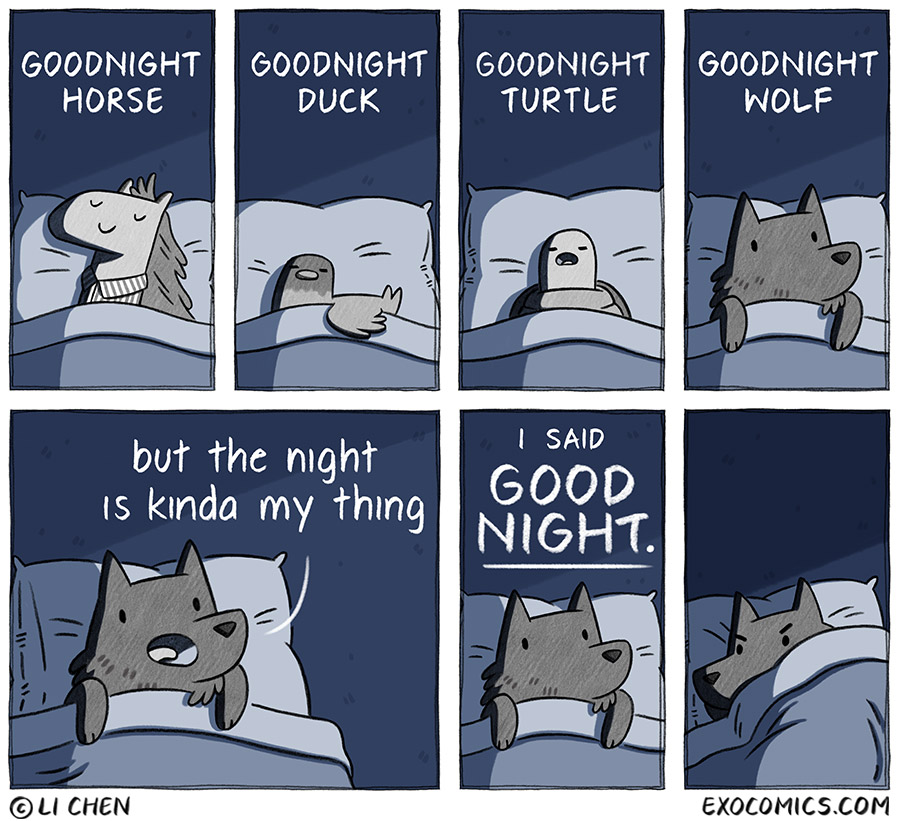 GOODNIGHT
HORSE
GOODNIGHT
DUCK
GOODNIGHT
TURTLE
GOODNIGHT
WOLF
but the night
is kinda my thing
I SAID
GOOD
NIGHT.
© LI CHEN
EXOCOMICS.COM